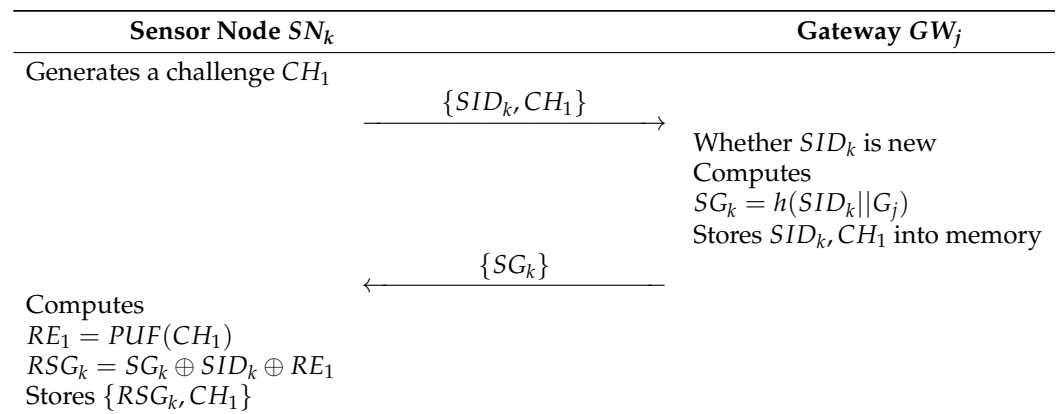 Sensor Node SN_k Gateway GW_j
Generates a challenge CH_1
{SID_k, CH_1}
Whether SID_k is new
Computes
SG_k = h(SID_k||G_j)
Stores SID_k, CH_1 into memory
{SG_k}
Computes
RE_1 = PUF(CH_1)
RSG_k = SG_k ⊕ SID_k ⊕ RE_1
Stores {RSG_k, CH_1}